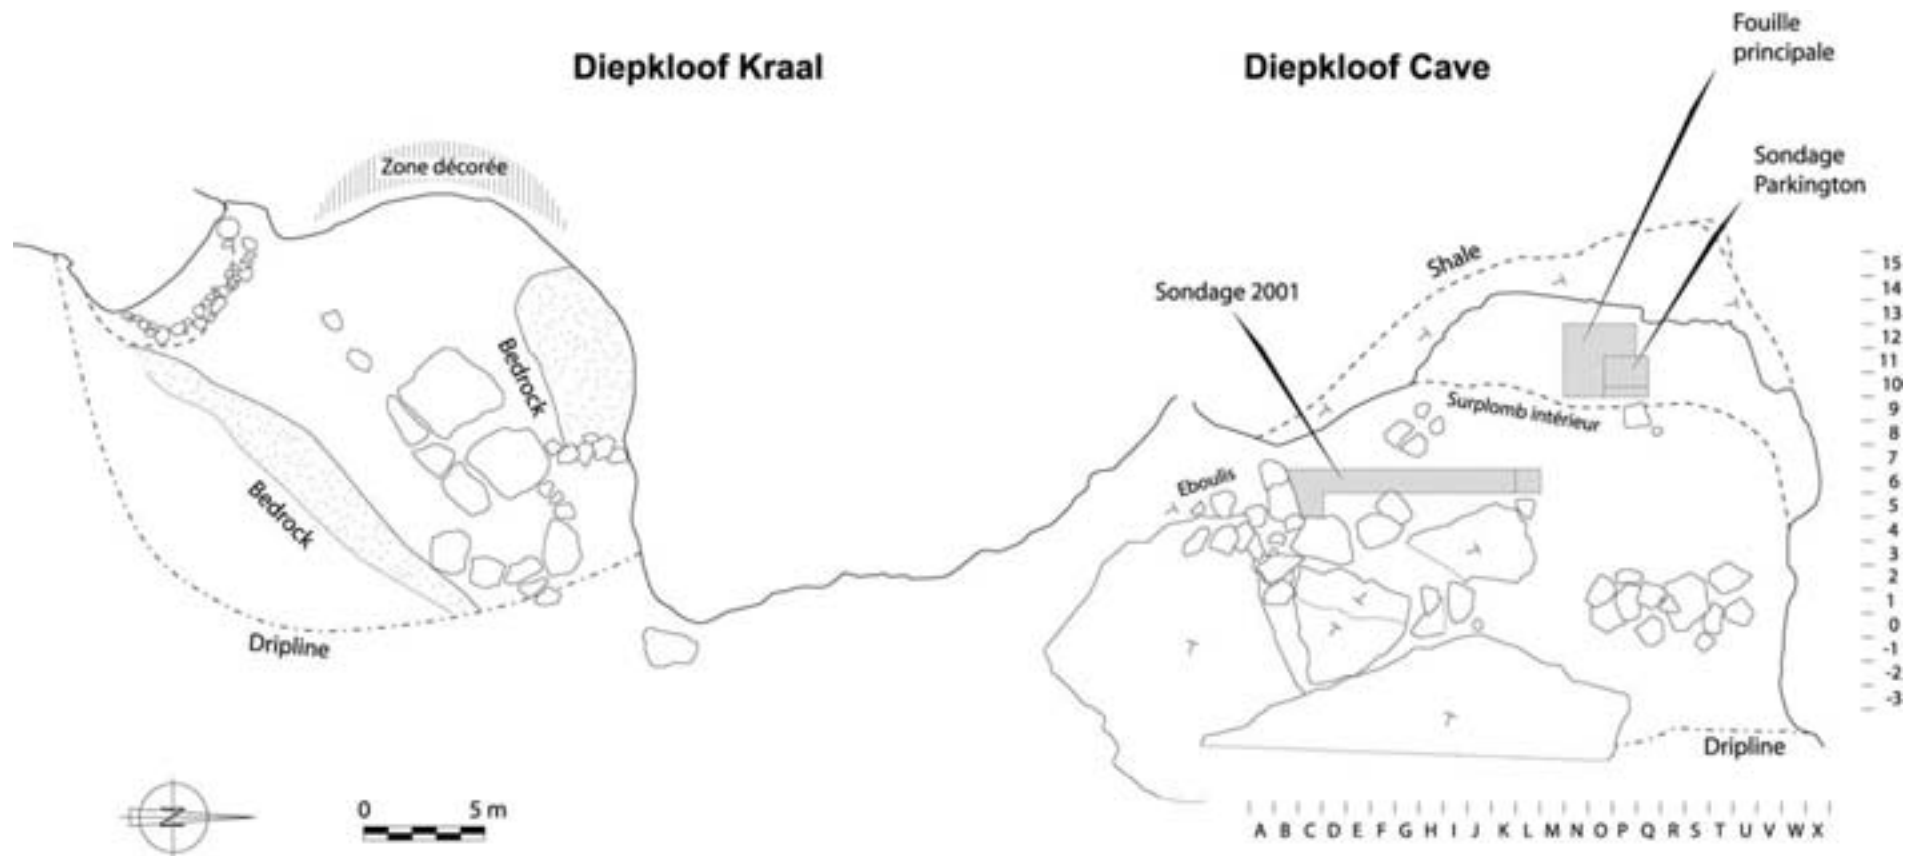 Diepkloof Kraal
Diepkloof Cave
Fouille
principale
Zone décorée
Sondage
Parkington
Shale
Sondage 2001
Bedrock
Surplomb intérieur
Eboulis
Bedrock
Dripline
Dripline
15
14
13
12
11
10
9
8
7
6
5
4
3
2
1
0
-1
-2
-3
N
0 5 m
A B C D E F G H I J K L M N O P Q R S T U V W X